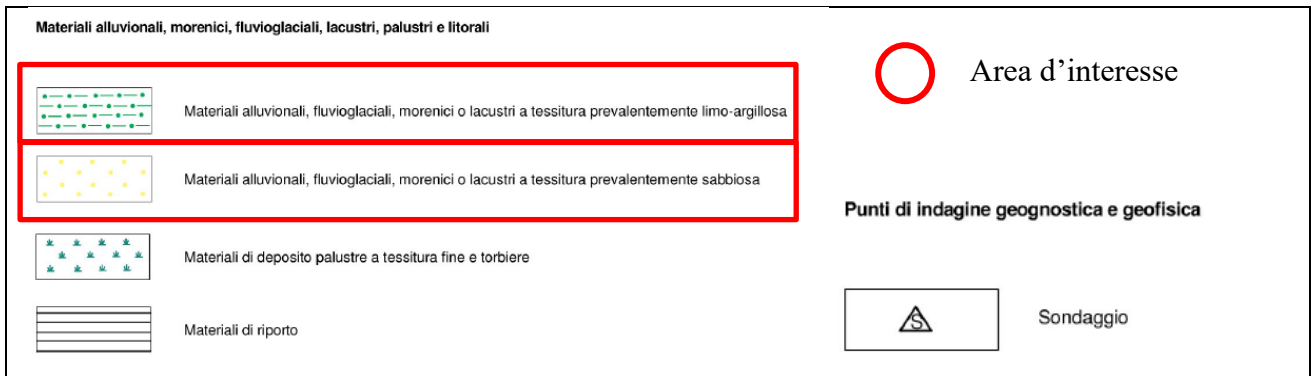 Materiali alluvionali, morenici, fluvioglaciali, lacustri, palustri e litorali
Materiali alluvionali, fluvioglaciali, morenici o lacustri a tessitura prevalentemente limo-argillosa
Materiali alluvionali, fluvioglaciali, morenici o lacustri a tessitura prevalentemente sabbiosa
Materiali di deposito palustre a tessitura fine e torbiere
Materiali di riporto
Area d’interesse
Punti di indagine geognostica e geofisica
S
Sondaggio